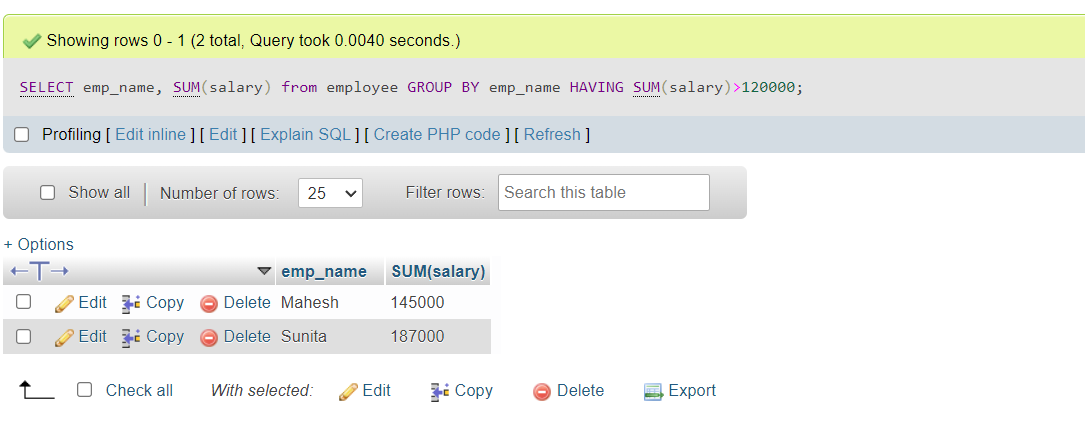 Showing rows 0 - 1 (2 total, Query took 0.0040 seconds.)
SELECT emp_name, SUM(salary) from employee GROUP BY emp_name HAVING SUM(salary)>120000;
Profiling [ Edit inline ] [ Edit ] [ Explain SQL ] [ Create PHP code ] [ Refresh ]
Show all | Number of rows: 25 Filter rows: Search this table
+ Options
←T→ emp_name SUM(salary)
Edit Copy Delete Mahesh 145000
Edit Copy Delete Sunita 187000
Check all With selected: Edit Copy Delete Export